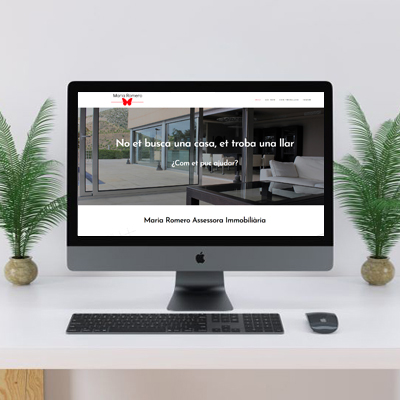 Maria Romero
No et busca una casa, et troba una llar
¿Com et puc ajudar?
Maria Romero Assessora Immobiliària